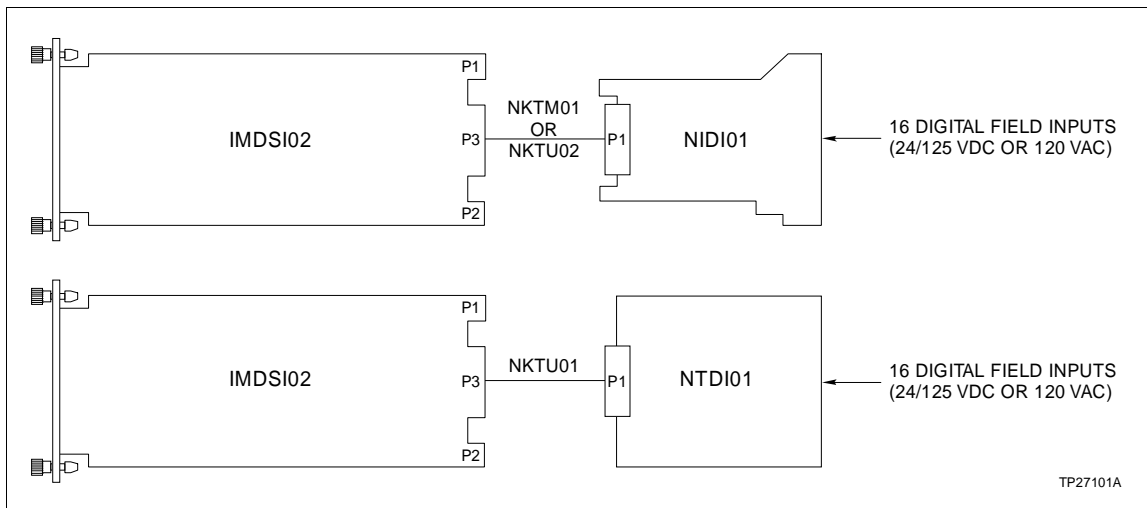 P1
IMDSI02
P3
P2
NKTM01
OR
NKTU02
P1
NIDI01
16 DIGITAL FIELD INPUTS
(24/125 VDC OR 120 VAC)
P1
IMDSI02
P3
P2
NKTU01
P1
NTDI01
16 DIGITAL FIELD INPUTS
(24/125 VDC OR 120 VAC)
TP27101A